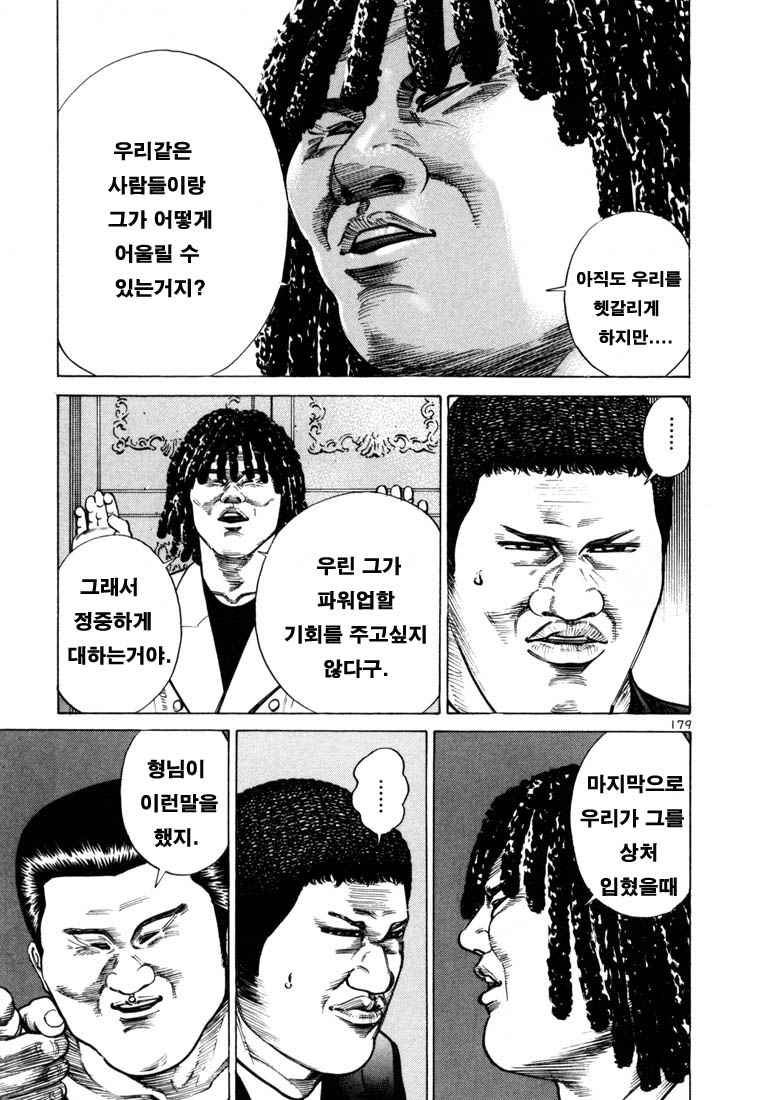 아직도 우리를
헷갈리게
하지만....
우리같은
사람들이랑
그가 어떻게
어울릴 수
있는거지?
......
우린 그가
파워업할
기회를 주고싶지
않다구.
그래서
정중하게
대하는거야.
179
마지막으로
우리가 그를
상처
입혔을때
......
형님이
이런말을
했지.